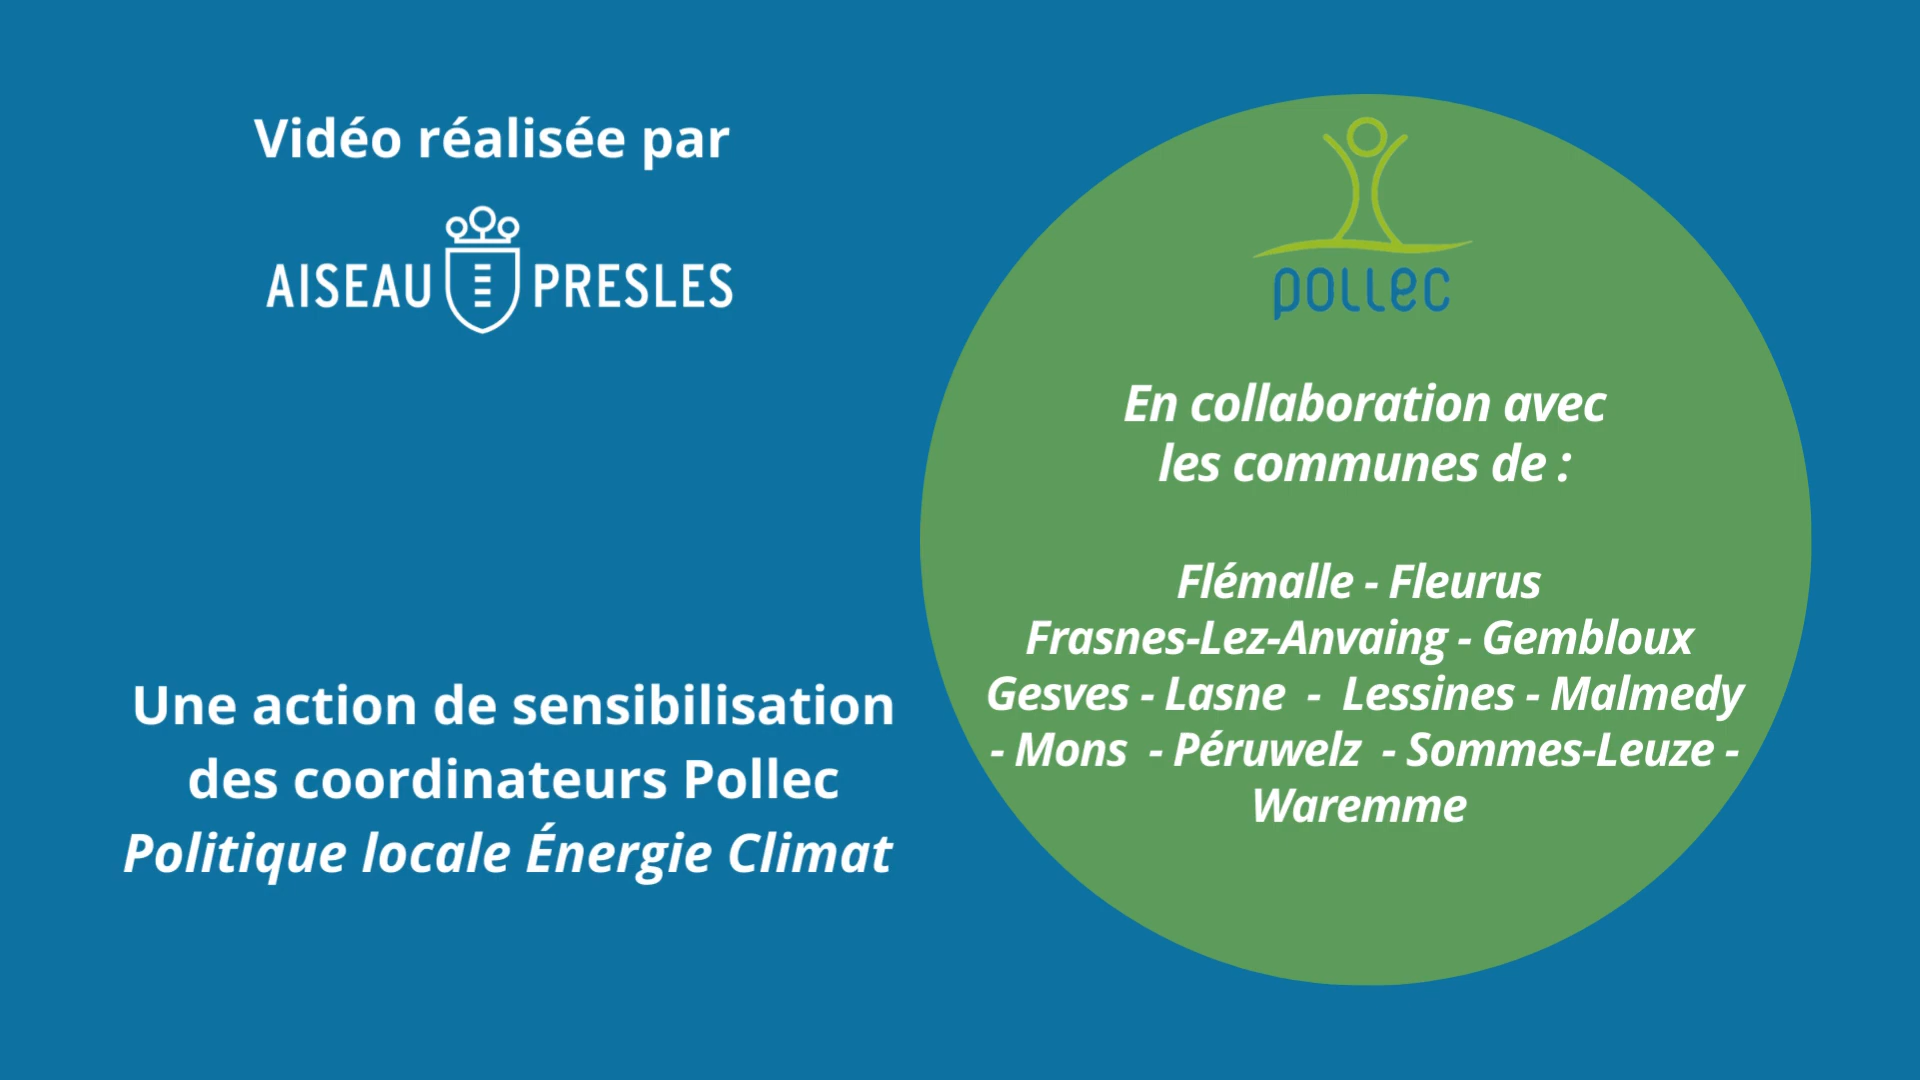 Vidéo réalisée par
AISEAU PRESLES
Une action de sensibilisation
des coordinateurs Pollec
Politique locale Énergie Climat
pollec
En collaboration avec
les communes de :
Flémalle - Fleurus
Frasnes-Lez-Anvaing - Gembloux
Gesves - Lasne - Lessines - Malmedy
- Mons - Péruwelz - Sommes-Leuze -
Waremme